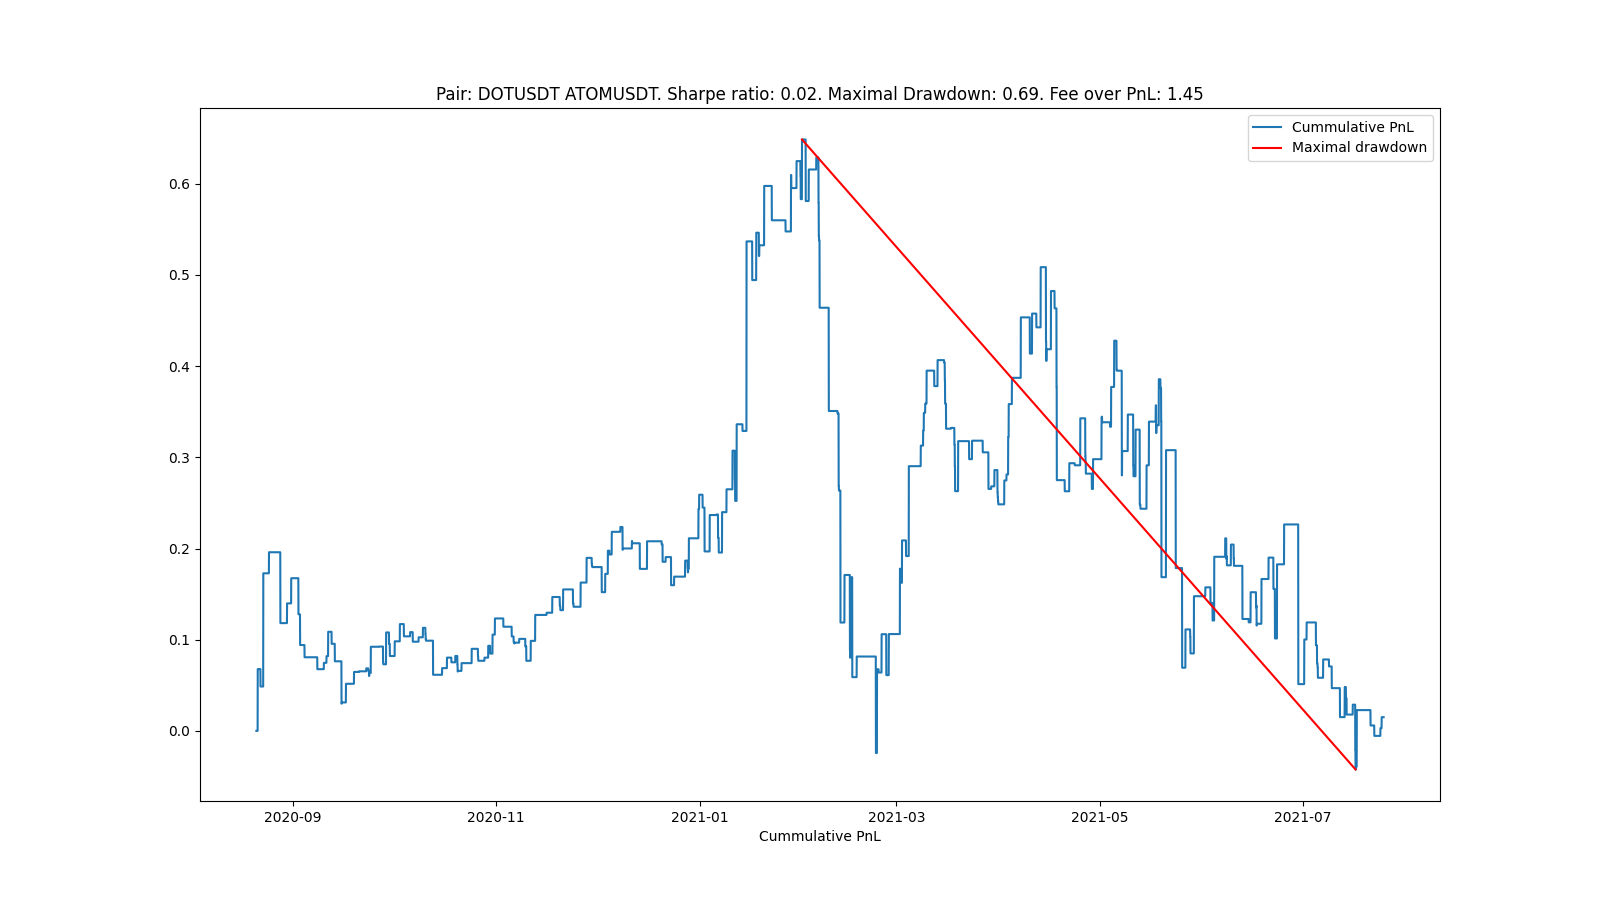 Pair: DOTUSDT ATOMUSDT. Sharpe ratio: 0.02. Maximal Drawdown: 0.69. Fee over PnL: 1.45
Cummulative PnL
Maximal drawdown
0.6
0.5
0.4
0.3
0.2
0.1
0.0
2020-09 2020-11 2021-01 2021-03 2021-05 2021-07
Cummulative PnL